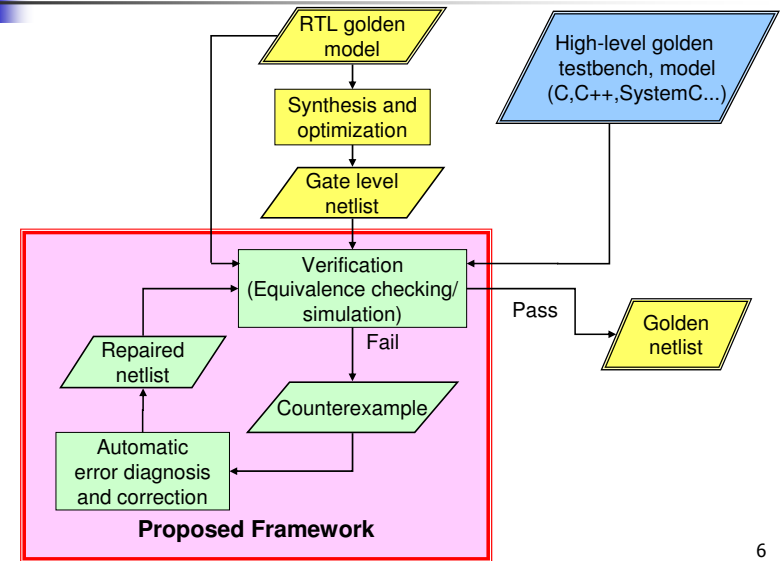 RTL golden
model
High-level golden
testbench, model
(C,C++,SystemC...)
Synthesis and
optimization
Gate level
netlist
Verification
(Equivalence checking/
simulation)
Pass
Golden
netlist
Fail
Repaired
netlist
Counterexample
Automatic
error diagnosis
and correction
Proposed Framework
6